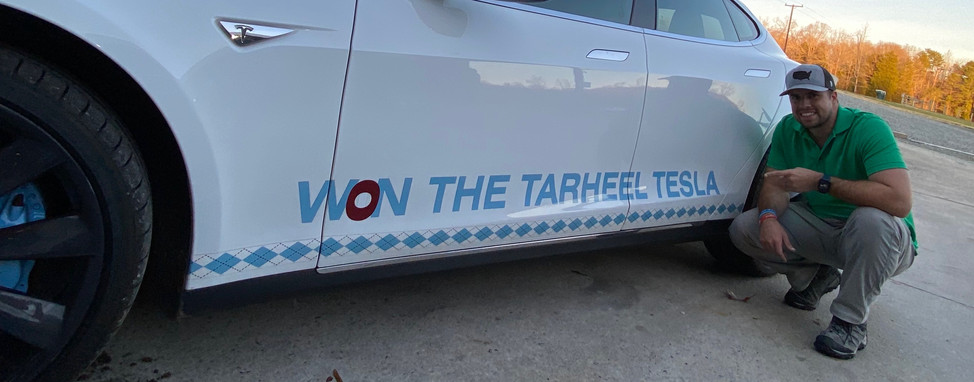 WON THE TARHEEL TESLA